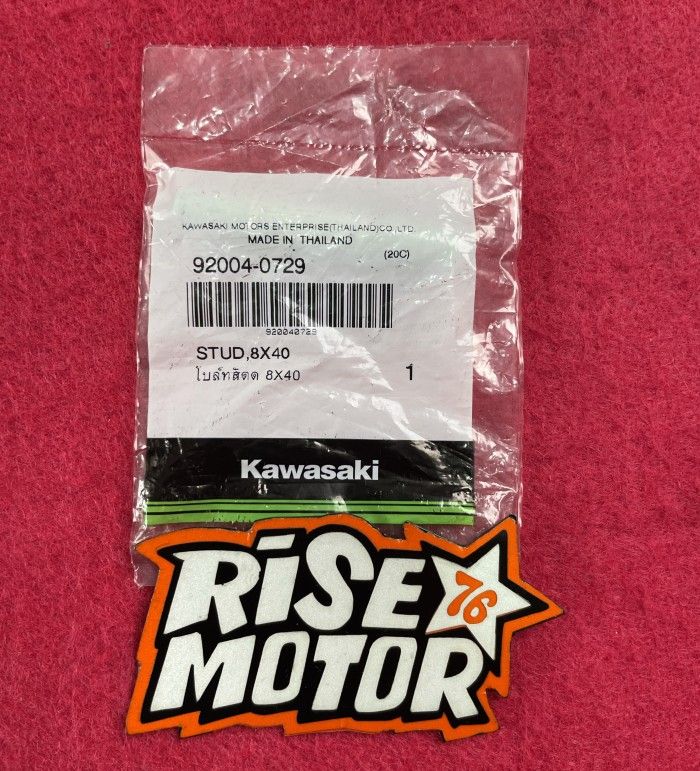 KAWASAKI MOTORS ENTERPRISE(THAILAND)CO.,LTD.
MADE IN THAILAND
(20C)
92004-0729
920040729
STUD,8X40
โบล์ทสตัด 8X40
1
Kawasaki
RISE
76
MOTOR